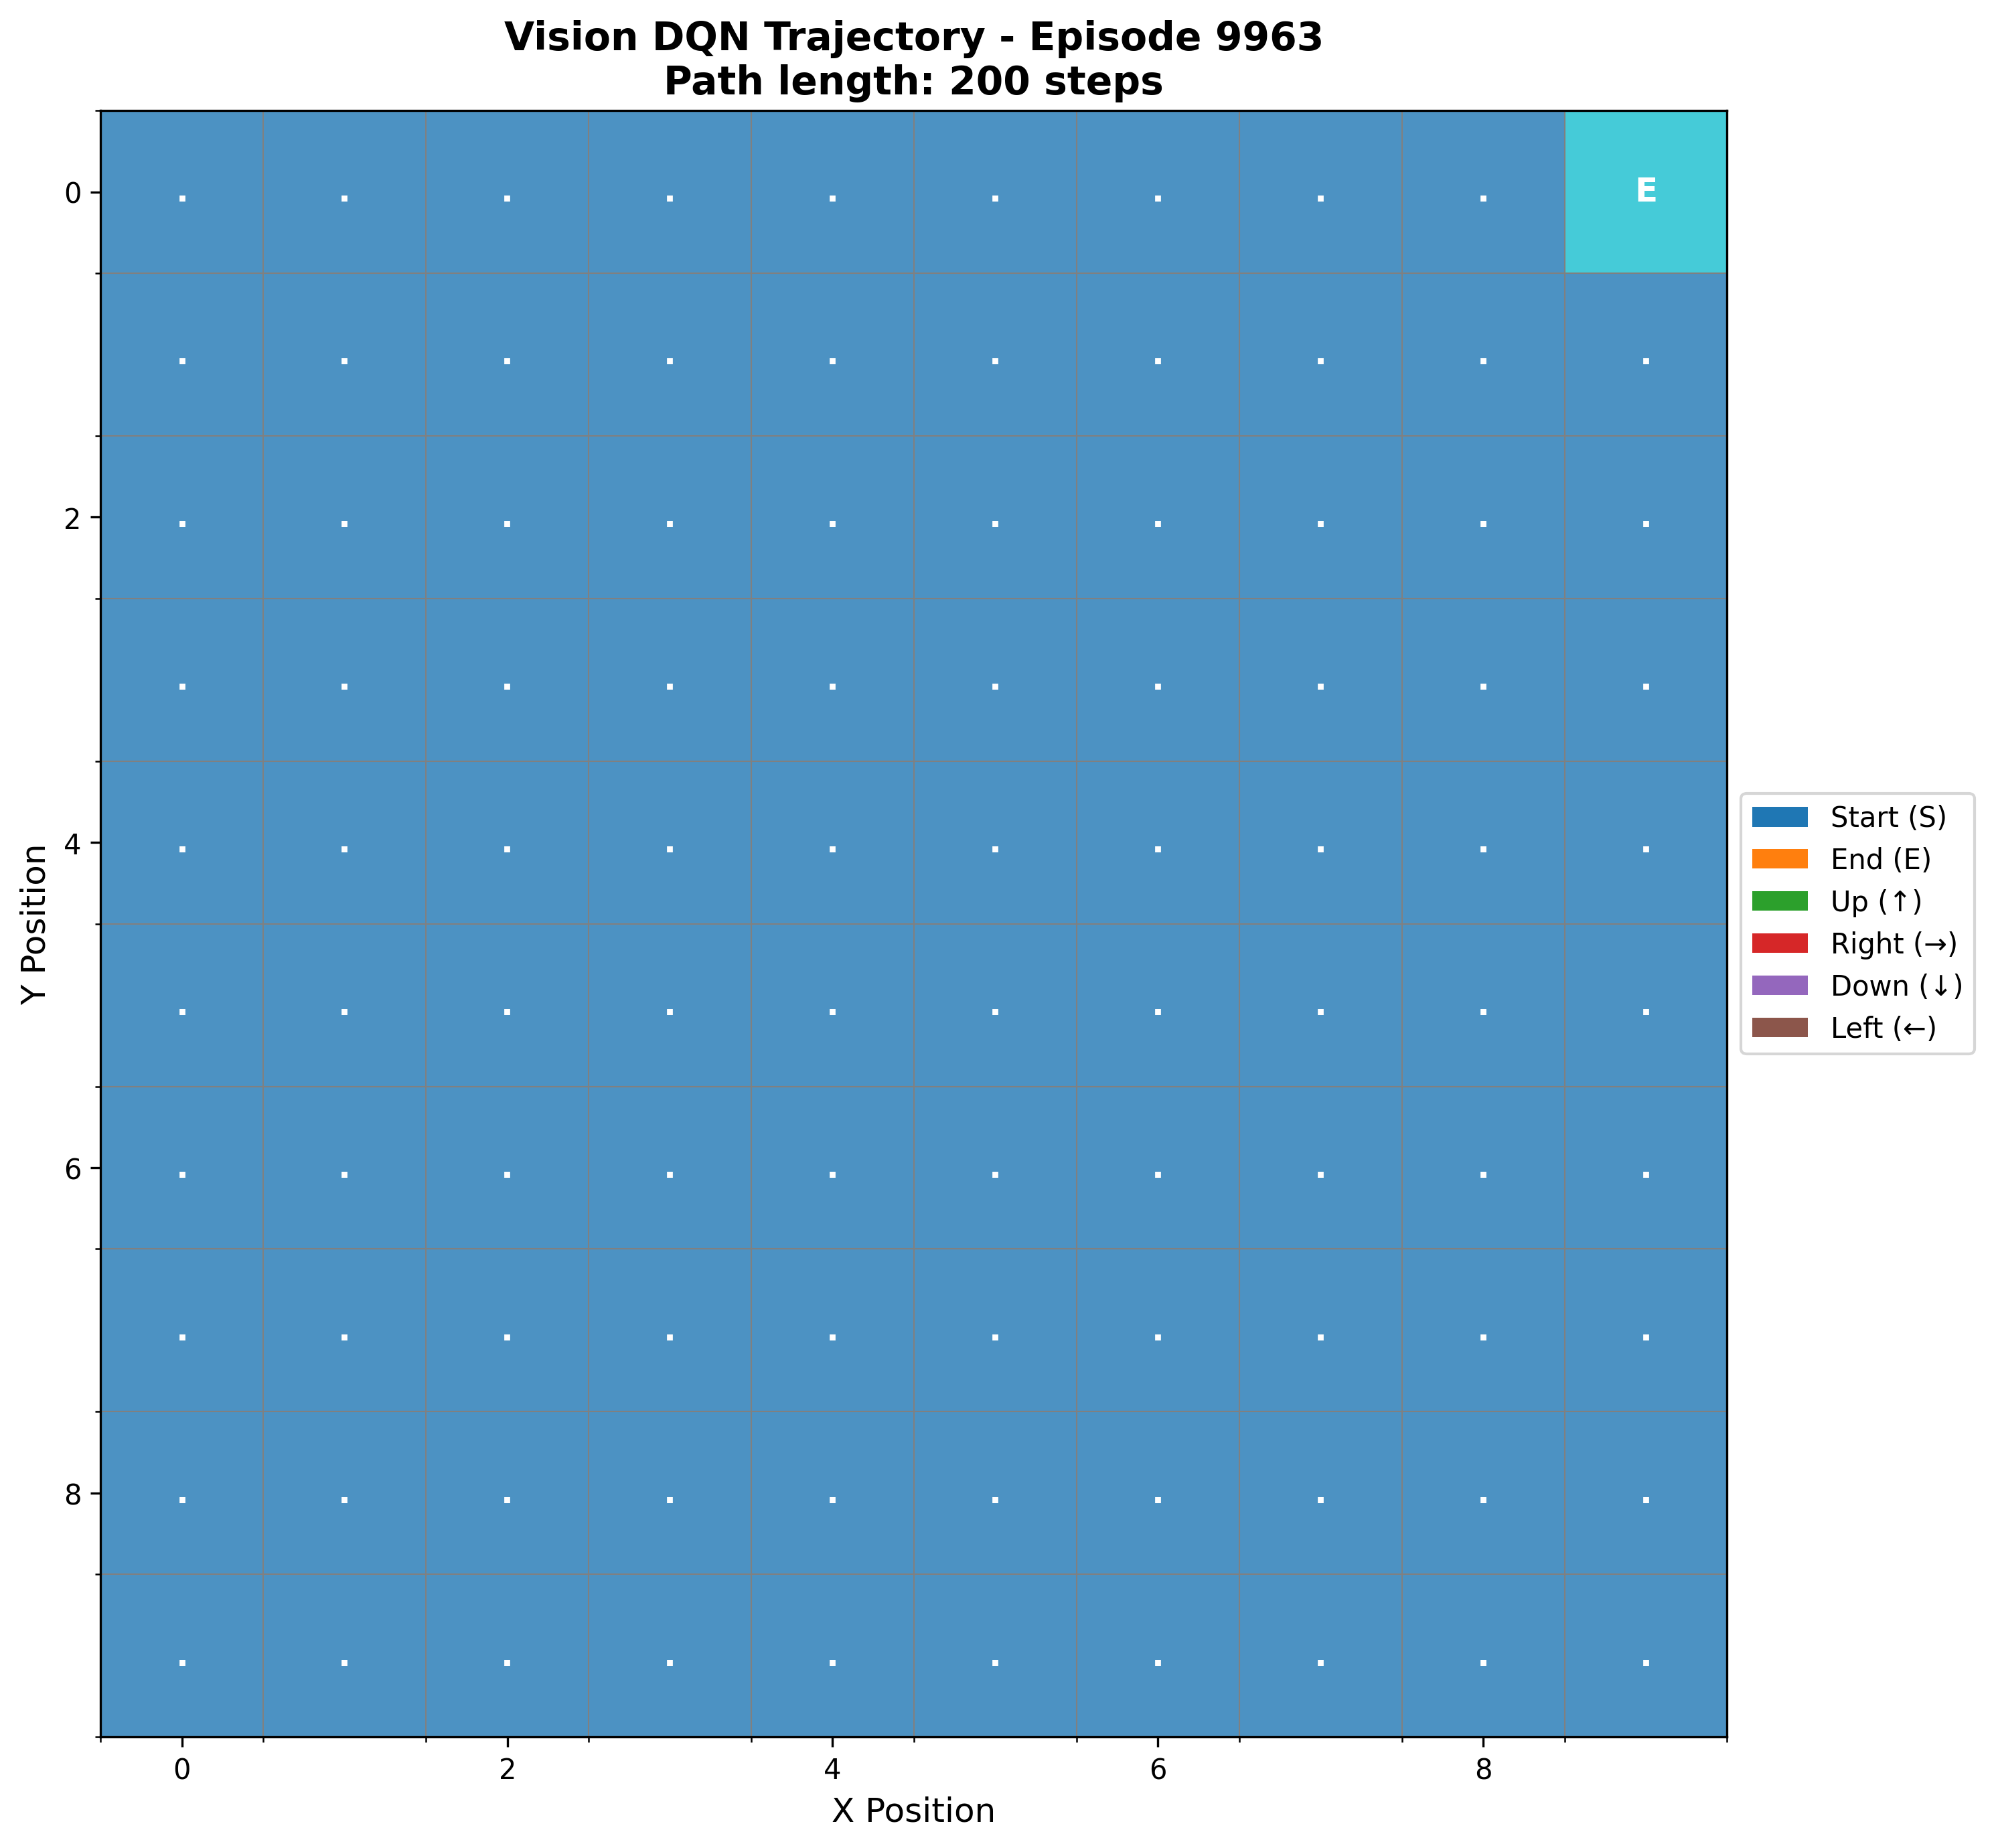 Vision DQN Trajectory - Episode 9963
Path length: 200 steps
E
0
2
4
6
8
Y Position
0 2 4 6 8
X Position
Start (S)
End (E)
Up (↑)
Right (→)
Down (↓)
Left (←)